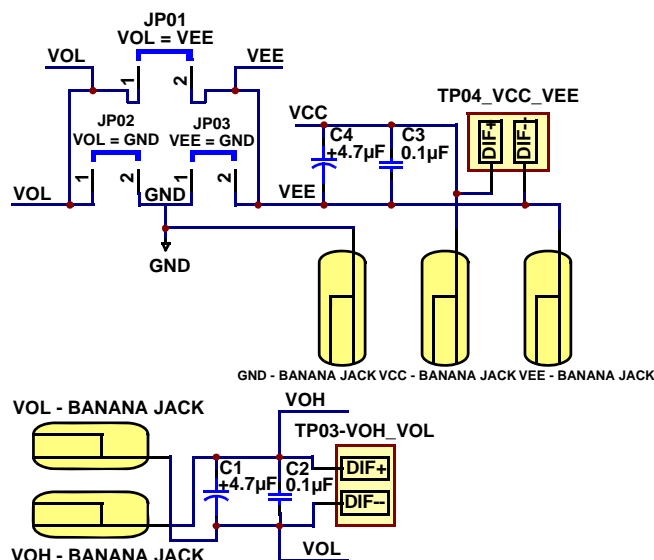 JP01
VOL = VEE
VOL
VEE
1
2
JP02
VOL = GND
JP03
VEE = GND
VCC
TP04_VCC_VEE
C4
+4.7µF
C3
0.1µF
DIF+
DIF-
1
2
1
2
VOL
GND
VEE
GND
GND - BANANA JACK
VCC - BANANA JACK
VEE - BANANA JACK
VOL - BANANA JACK
VOH
TP03-VOH_VOL
C1
+4.7µF
C2
0.1µF
DIF+
DIF--
VOL
VOH - BANANA JACK